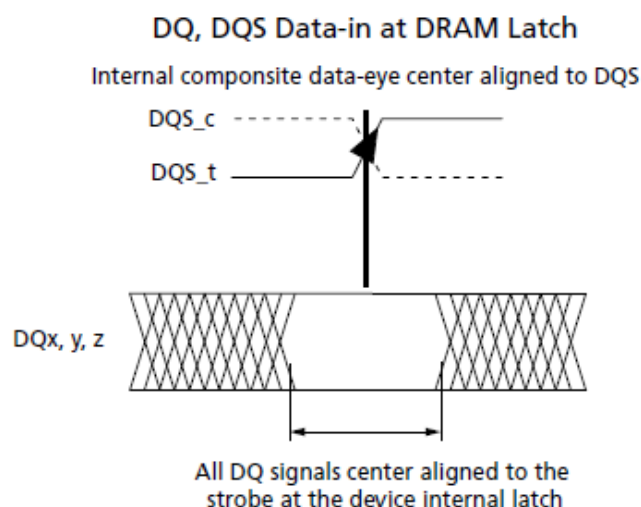 DQ, DQS Data-in at DRAM Latch
Internal componsite data-eye center aligned to DQS
DQS_c
DQS_t
DQx, y, z
All DQ signals center aligned to the
strobe at the device internal latch